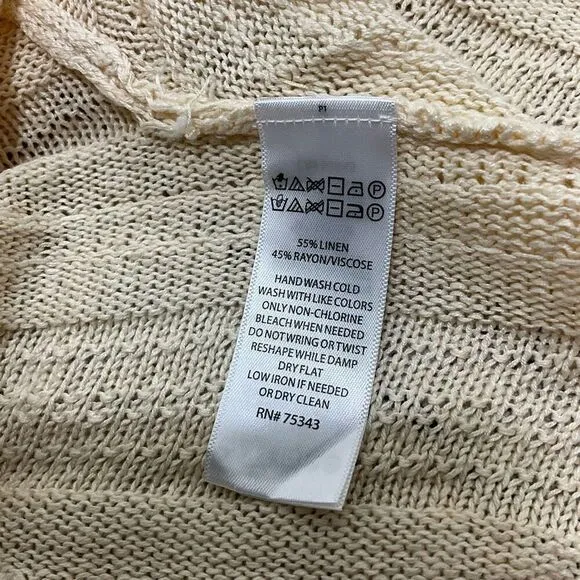 P1
55% LINEN
45% RAYON/VISCOSE
HAND WASH COLD
WASH WITH LIKE COLORS
ONLY NON-CHLORINE
BLEACH WHEN NEEDED
DO NOT WRING OR TWIST
RESHAPE WHILE DAMP
DRY FLAT
LOW IRON IF NEEDED
OR DRY CLEAN
RN# 75343